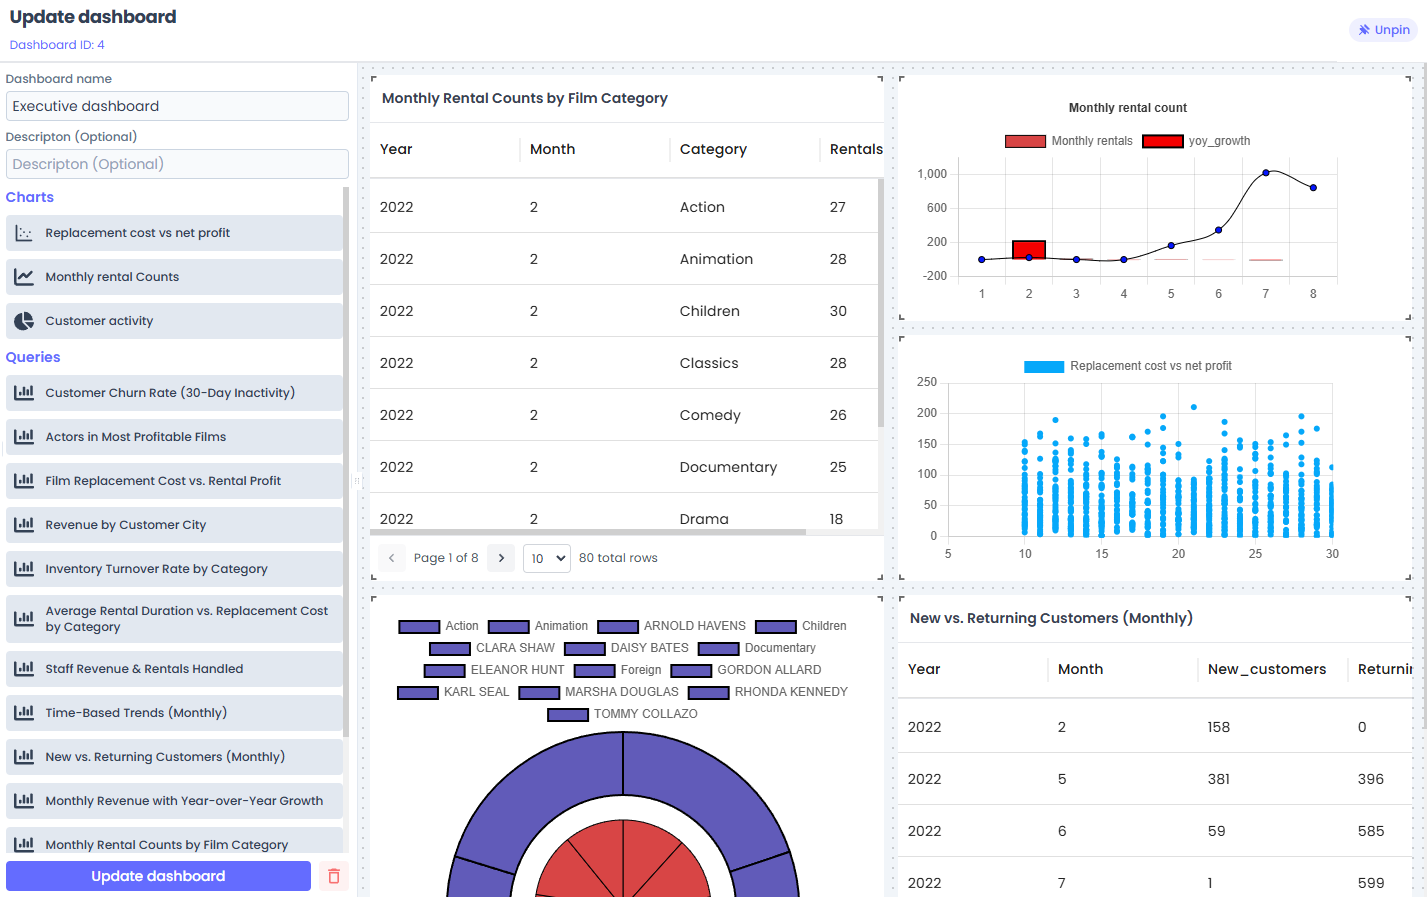 Update dashboard
Dashboard ID: 4
Unpin
Dashboard name
Executive dashboard
Descripton (Optional)
Descripton (Optional)
Charts
Replacement cost vs net profit
Monthly rental Counts
Customer activity
Queries
Customer Churn Rate (30-Day Inactivity)
Actors in Most Profitable Films
Film Replacement Cost vs. Rental Profit
Revenue by Customer City
Inventory Turnover Rate by Category
Average Rental Duration vs. Replacement Cost
by Category
Staff Revenue & Rentals Handled
Time-Based Trends (Monthly)
New vs. Returning Customers (Monthly)
Monthly Revenue with Year-over-Year Growth
Monthly Rental Counts by Film Category
Update dashboard
Monthly Rental Counts by Film Category
Year Month Category Rentals
2022 2 Action 27
2022 2 Animation 28
2022 2 Children 30
2022 2 Classics 28
2022 2 Comedy 26
2022 2 Documentary 25
2022 2 Drama 18
Page 1 of 8 10 80 total rows
Monthly rental count
Monthly rentals yoy_growth
1,000
600
200
-200
1 2 3 4 5 6 7 8
Replacement cost vs net profit
250
200
150
100
50
0
5 10 15 20 25 30
Action Animation ARNOLD HAVENS Children
CLARA SHAW DAISY BATES Documentary
ELEANOR HUNT Foreign GORDON ALLARD
KARL SEAL MARSHA DOUGLAS RHONDA KENNEDY
TOMMY COLLAZO
New vs. Returning Customers (Monthly)
Year Month New_customers Returnin
2022 2 158 0
2022 5 381 396
2022 6 59 585
2022 7 1 599